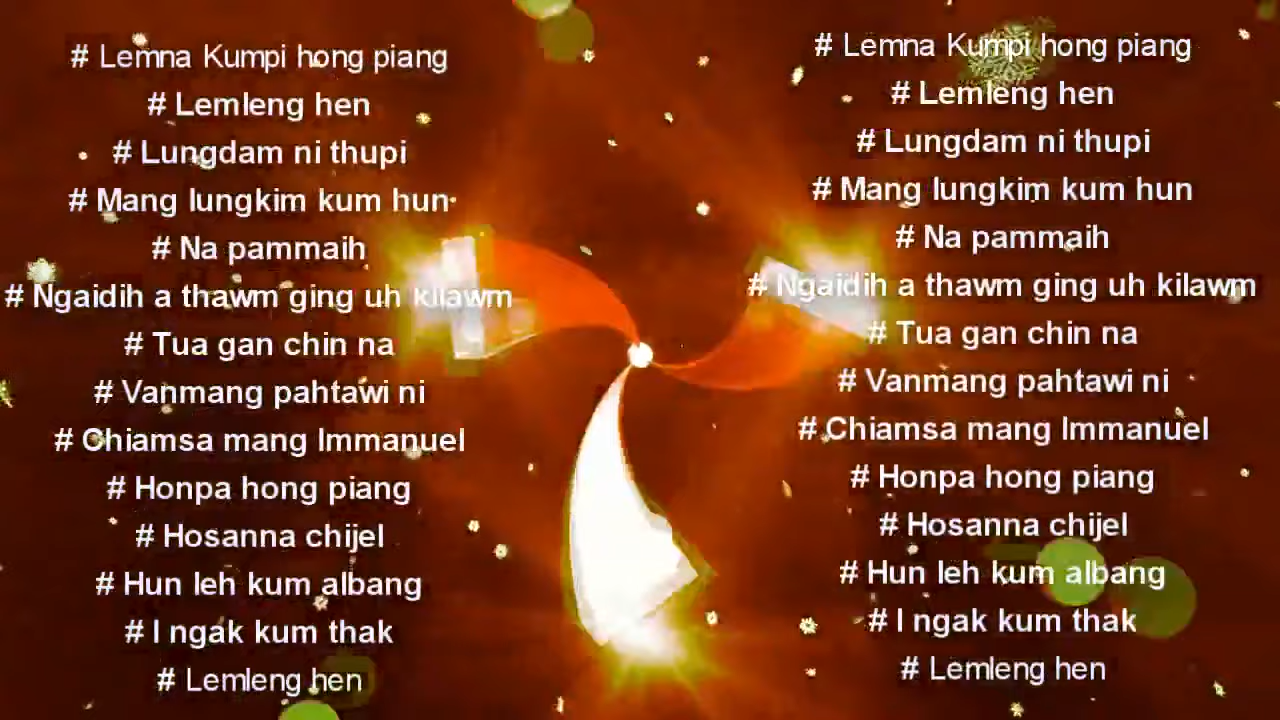 # Lemna Kumpi hong piang
# Lemleng hen
# Lungdam ni thupi
# Mang lungkim kum hun
# Na pammaih
# Ngaidih a thawm ging uh kilawm
# Tua gan chin na
# Vanmang pahtawi ni
# Chiamsa mang Immanuel
# Honpa hong piang
# Hosanna chijel
# Hun leh kum albang
# I ngak kum thak
# Lemleng hen
# Lemna Kumpi hong piang
# Lemleng hen
# Lungdam ni thupi
# Mang lungkim kum hun
# Na pammaih
# Ngaidih a thawm ging uh kilawm
# Tua gan chin na
# Vanmang pahtawi ni
# Chiamsa mang Immanuel
# Honpa hong piang
# Hosanna chijel
# Hun leh kum albang
# I ngak kum thak
# Lemleng hen